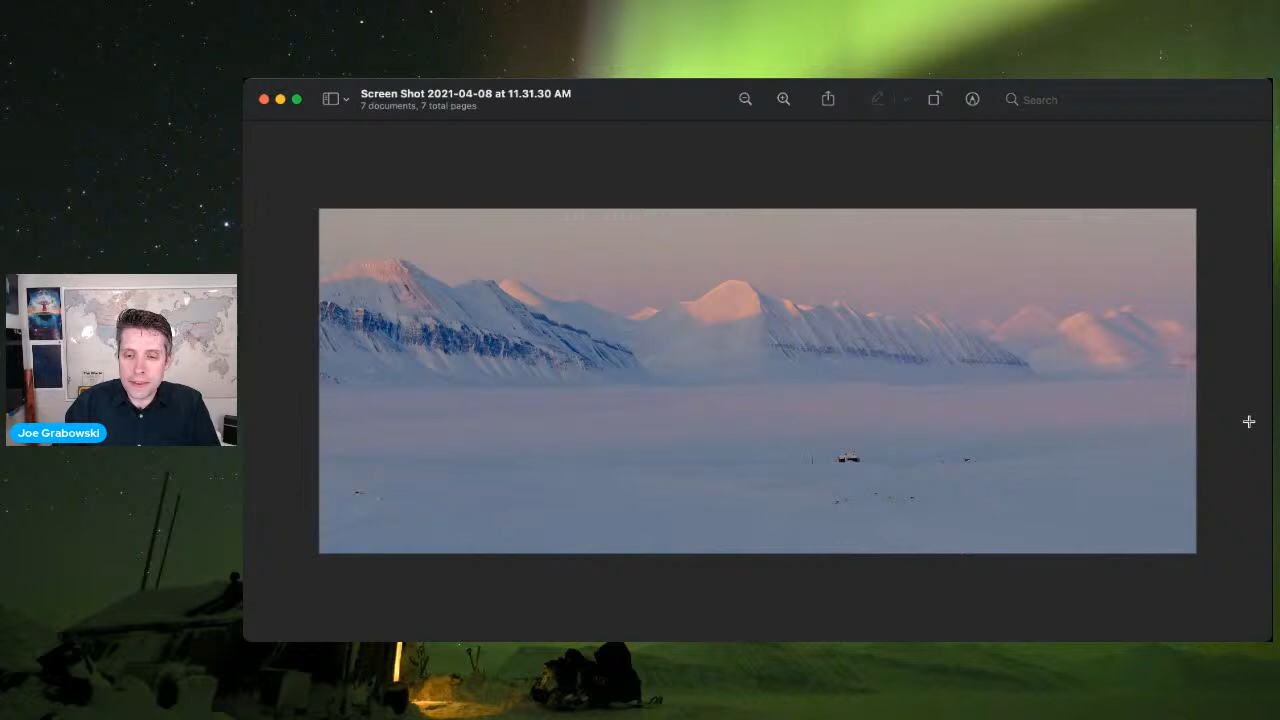 Screen Shot 2021-04-08 at 11.31.30 AM
7 documents, 7 total pages
Search
Joe Grabowski